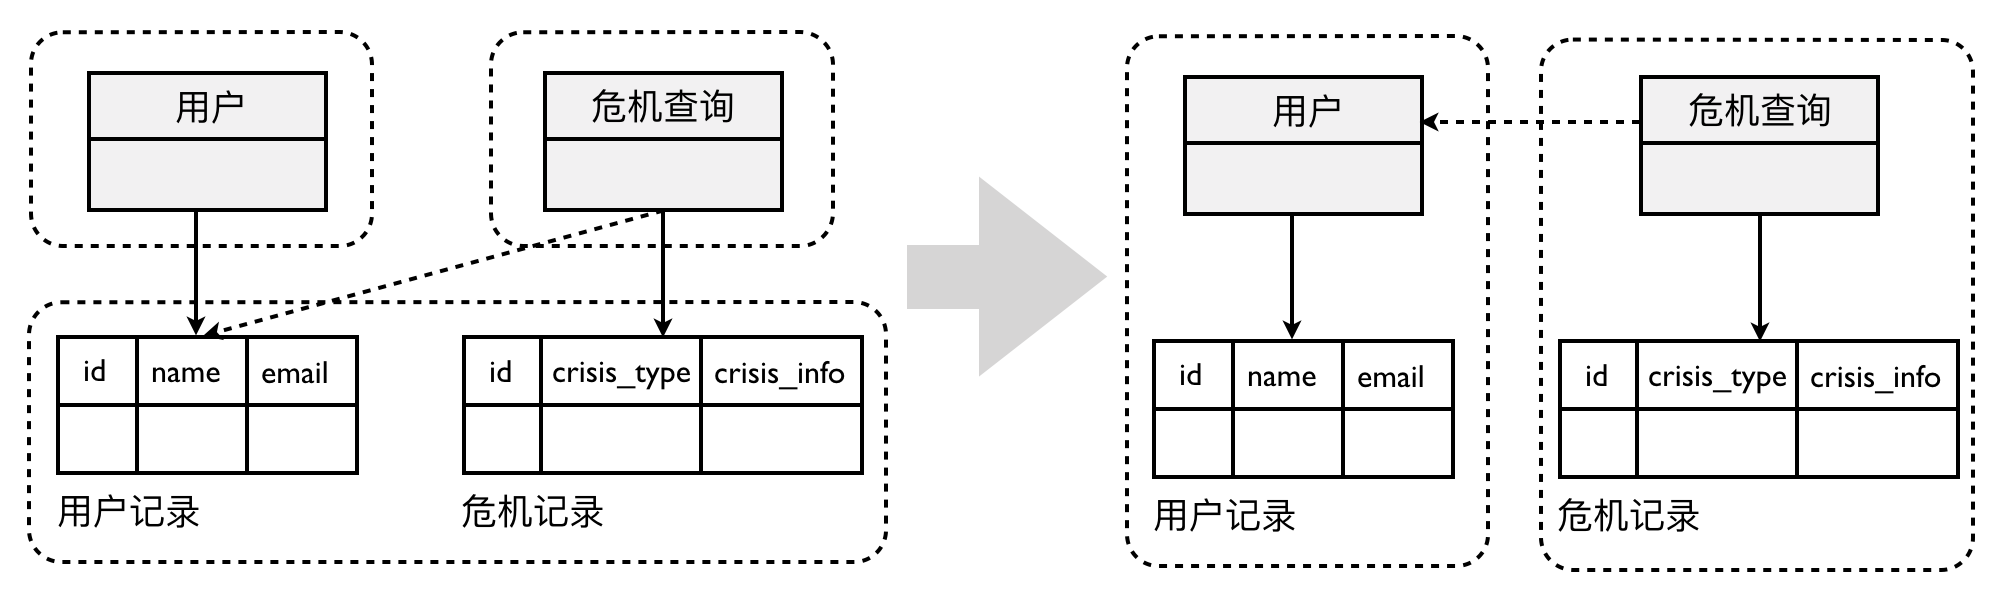 用户
危机查询
id
name
email
用户记录
id
crisis_type
crisis_info
危机记录
用户
危机查询
id
name
email
用户记录
id
crisis_type
crisis_info
危机记录